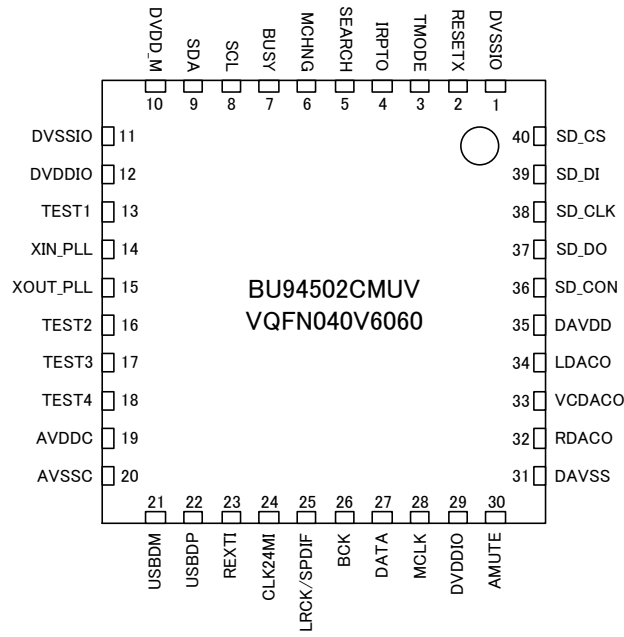 DVDD_M
SDA
SCL
BUSY
MCHNG
SEARCH
IRPTO
TMODE
RESETX
DVSSIO
10 9 8 7 6 5 4 3 2 1
DVSSIO 11
DVDDIO 12
TEST1 13
XIN_PLL 14
XOUT_PLL 15
TEST2 16
TEST3 17
TEST4 18
AVDDC 19
AVSSC 20
BU94502CMUV
VQFN040V6060
40 SD_CS
39 SD_DI
38 SD_CLK
37 SD_DO
36 SD_CON
35 DAVDD
34 LDACO
33 VCDACO
32 RDACO
31 DAVSS
21 22 23 24 25 26 27 28 29 30
USBDM
USBDP
REXTI
CLK24MI
LRCK/SPDIF
BCK
DATA
MCLK
DVDDIO
AMUTE